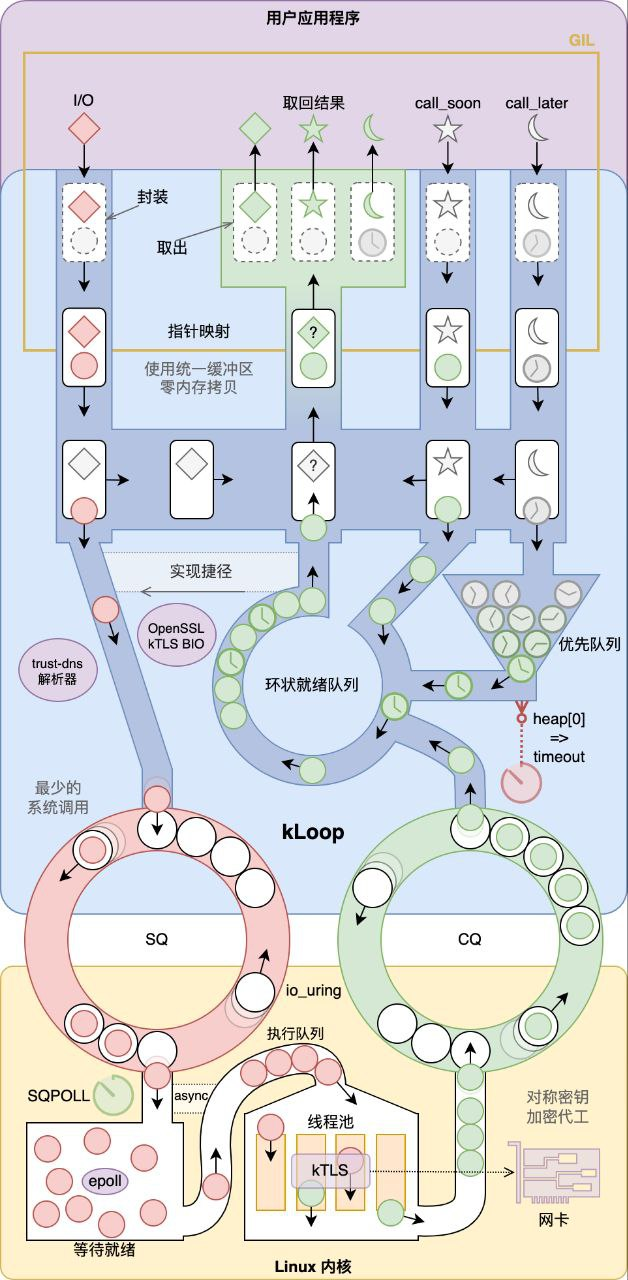 用户应用程序
GIL
I/O
取回结果
call_soon
call_later
封装
取出
指针映射
?
使用统一缓冲区
零内存拷贝
?
实现捷径
OpenSSL
kTLS BIO
trust-dns
解析器
环状就绪队列
优先队列
heap[0]
=>
timeout
最少的
系统调用
kLoop
SQ
CQ
io_uring
执行队列
SQPOLL
async
线程池
对称密钥
加密代工
epoll
kTLS
网卡
等待就绪
Linux 内核